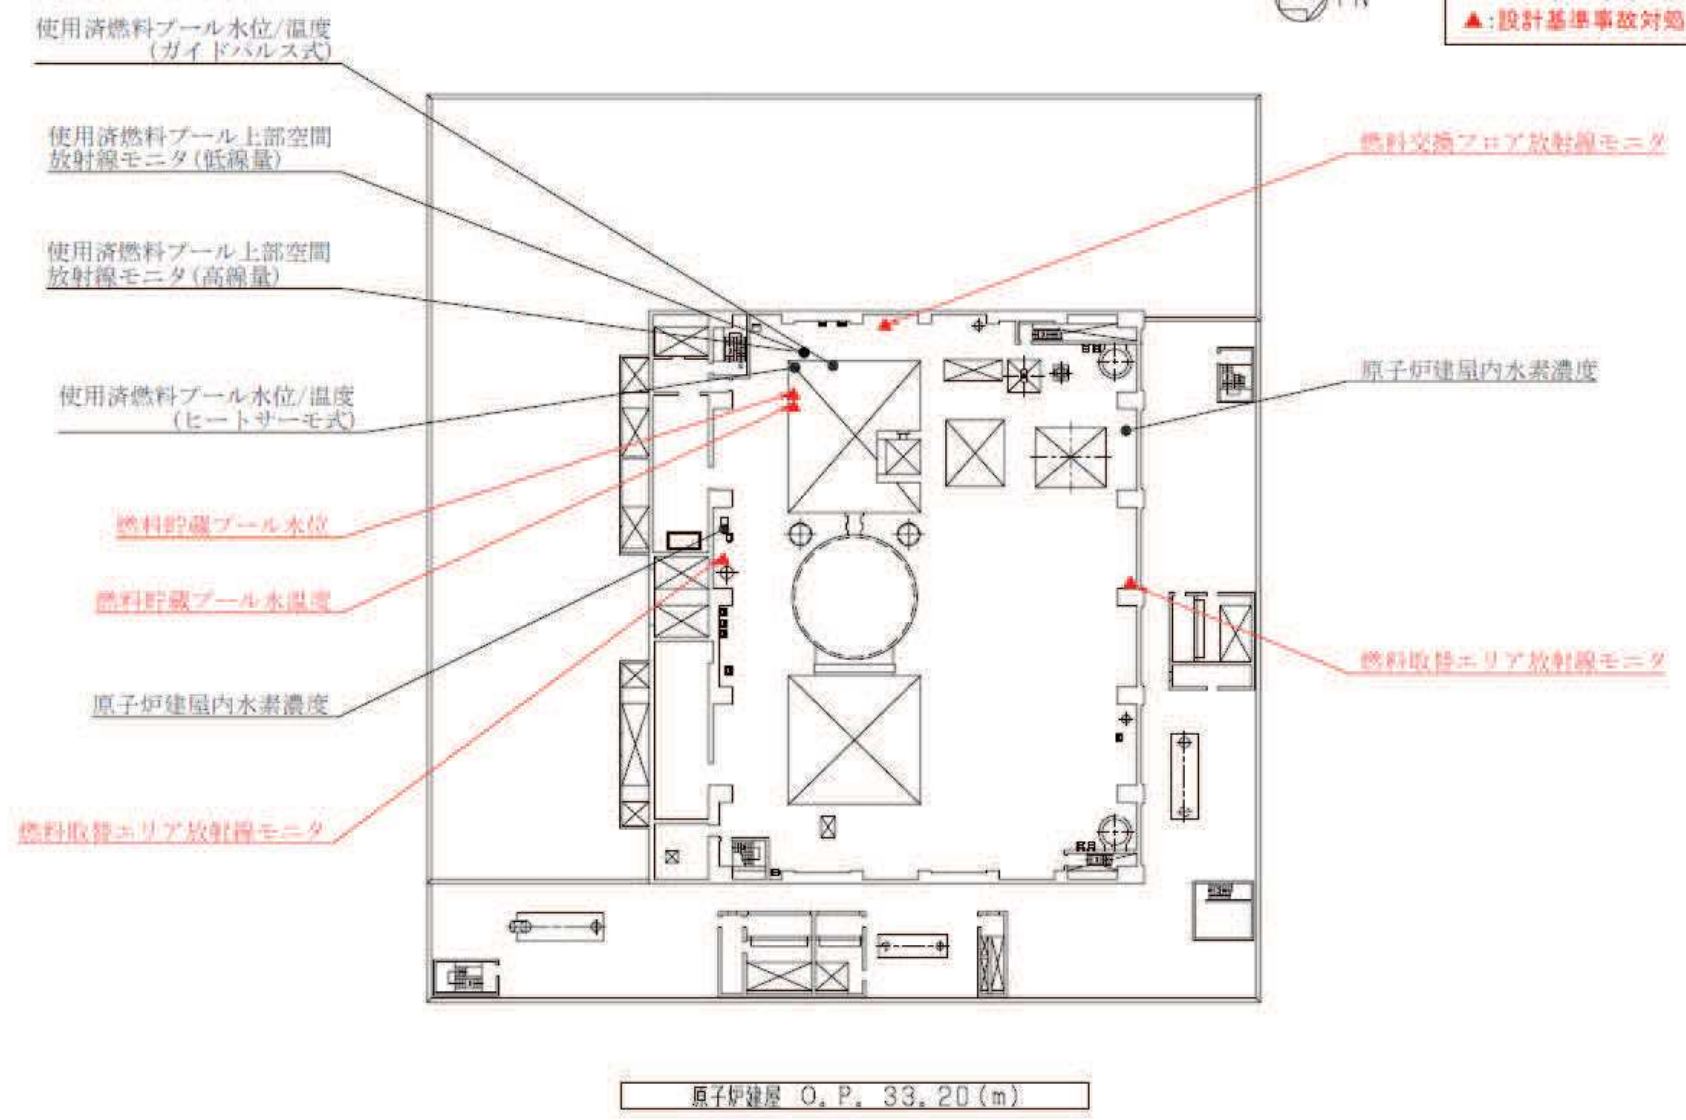 PN
▲:設計基準事故対処
使用済燃料プール水位/温度
(ガイドパルス式)
使用済燃料プール上部空間
放射線モニタ(低線量)
使用済燃料プール上部空間
放射線モニタ(高線量)
使用済燃料プール水位/温度
(ヒートサーモ式)
燃料貯蔵プール水位
燃料貯蔵プール水温度
原子炉建屋内水素濃度
燃料取替エリア放射線モニタ
燃料交換フロア放射線モニタ
原子炉建屋内水素濃度
燃料取替エリア放射線モニタ
原子炉建屋 O.P. 33.20(m)